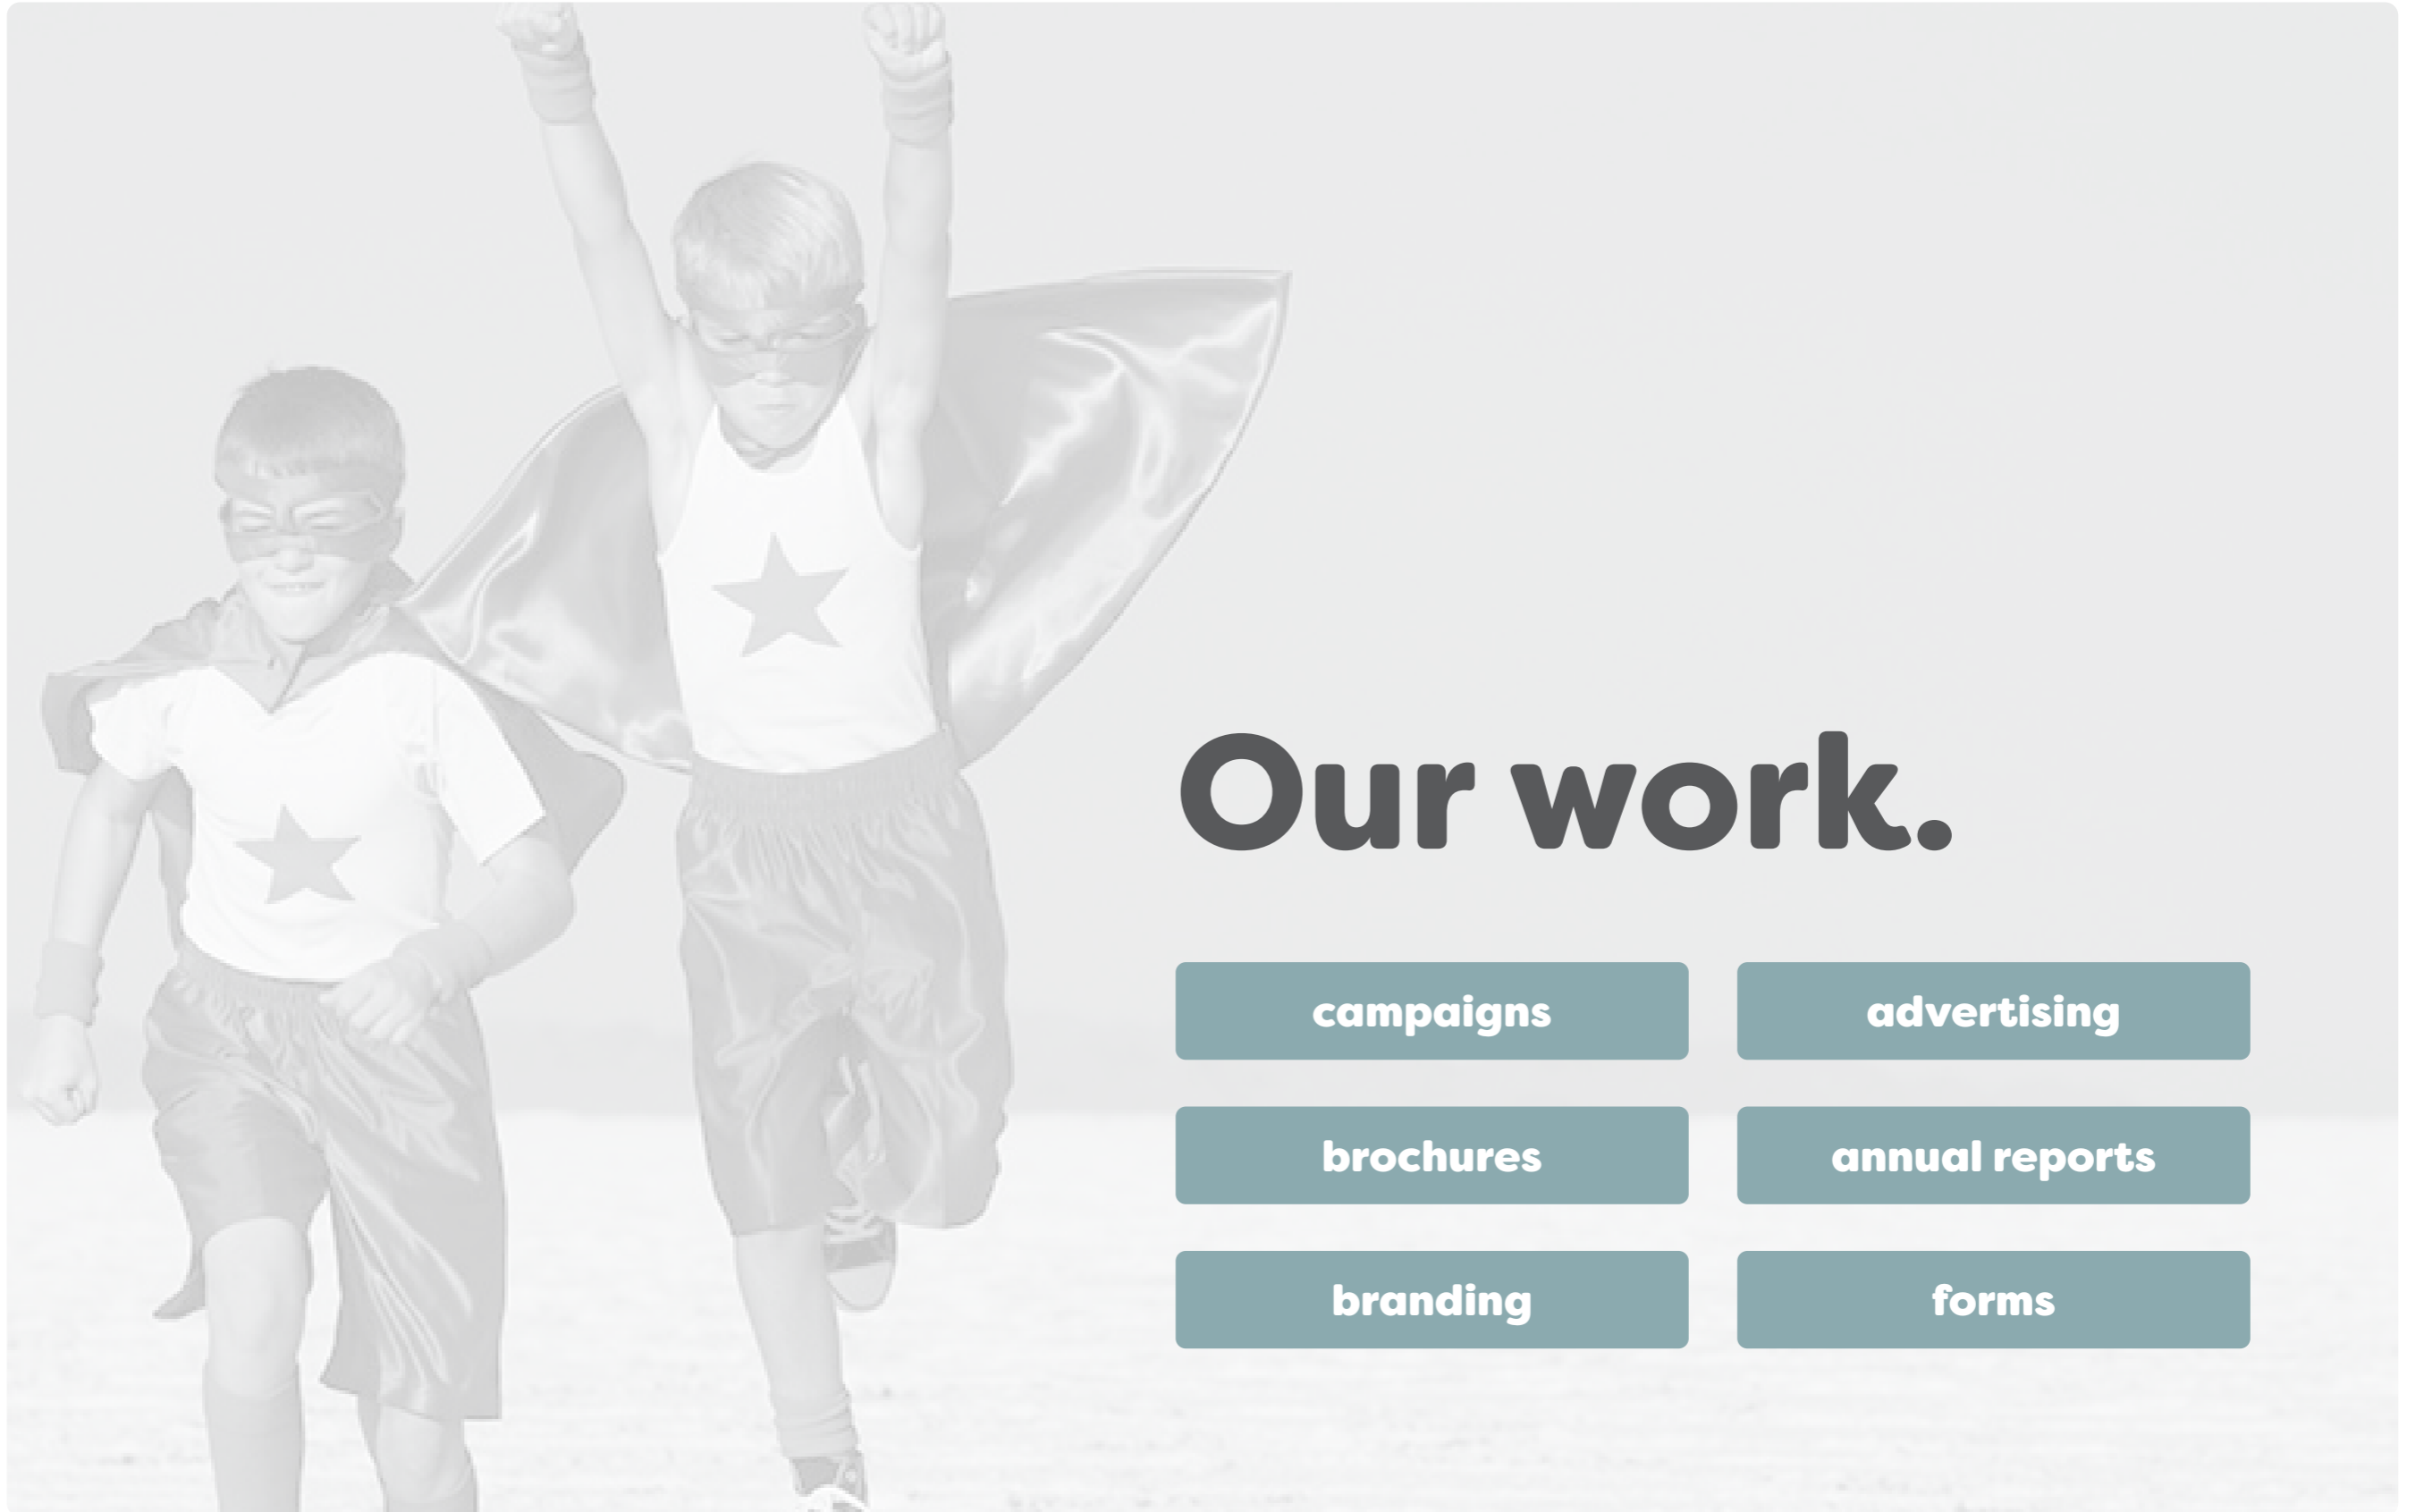 Our work.
campaigns
advertising
brochures
annual reports
branding
forms